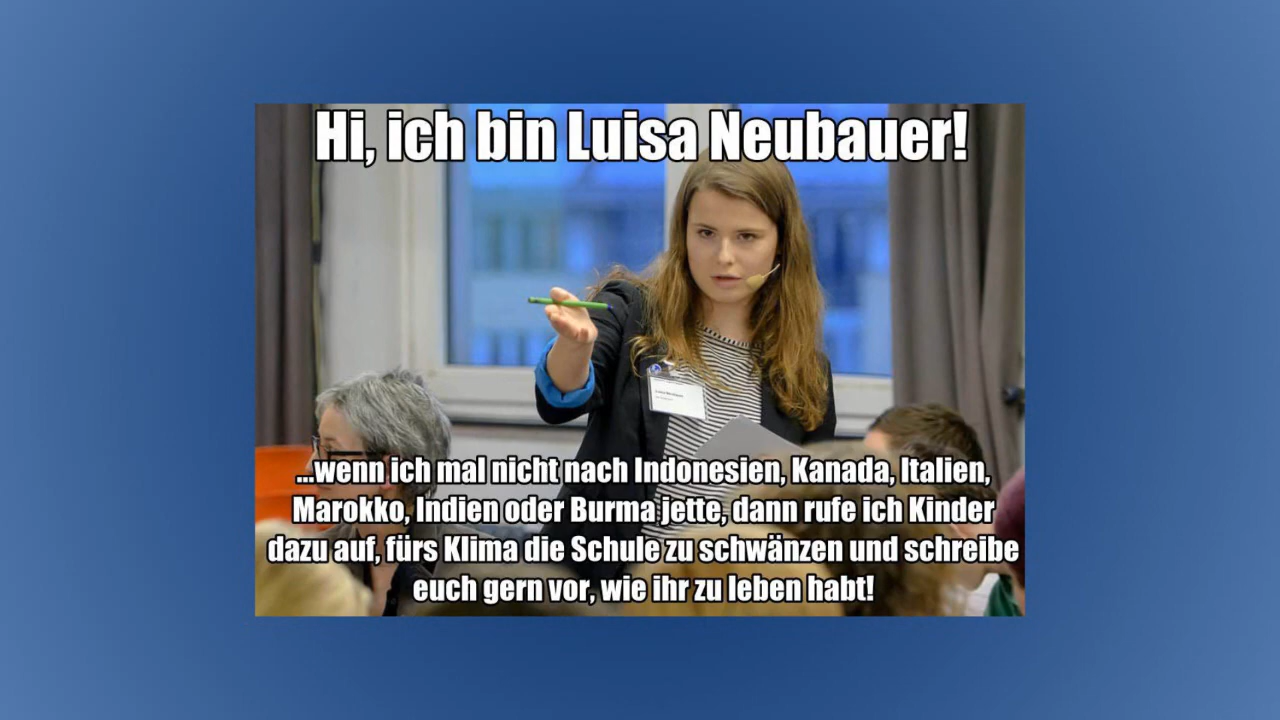 Hi, ich bin Luisa Neubauer!
...wenn ich mal nicht nach Indonesien, Kanada, Italien,
Marokko, Indien oder Burma jette, dann rufe ich Kinder
dazu auf, fürs Klima die Schule zu schwänzen und schreibe
euch gern vor, wie ihr zu leben habt!